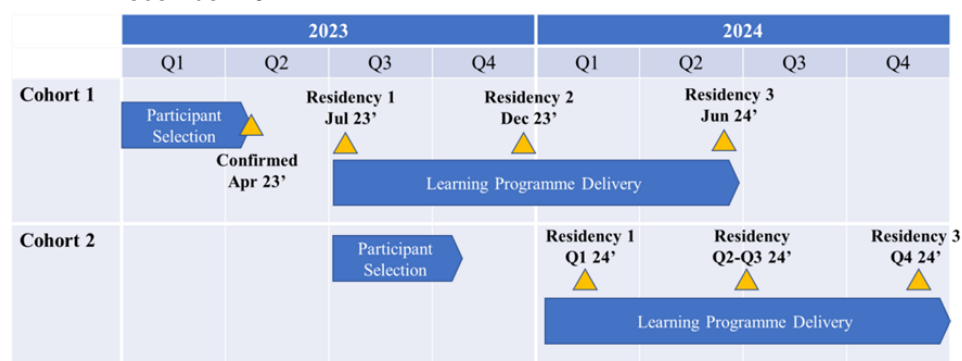 2023
2024
Q1
Q2
Q3
Q4
Q1
Q2
Q3
Q4
Cohort 1
Participant
Selection
Confirmed
Apr 23’
Residency 1
Jul 23’
Residency 2
Dec 23’
Residency 3
Jun 24’
Learning Programme Delivery
Cohort 2
Participant
Selection
Residency 1
Q1 24’
Residency
Q2-Q3 24’
Residency 3
Q4 24’
Learning Programme Delivery